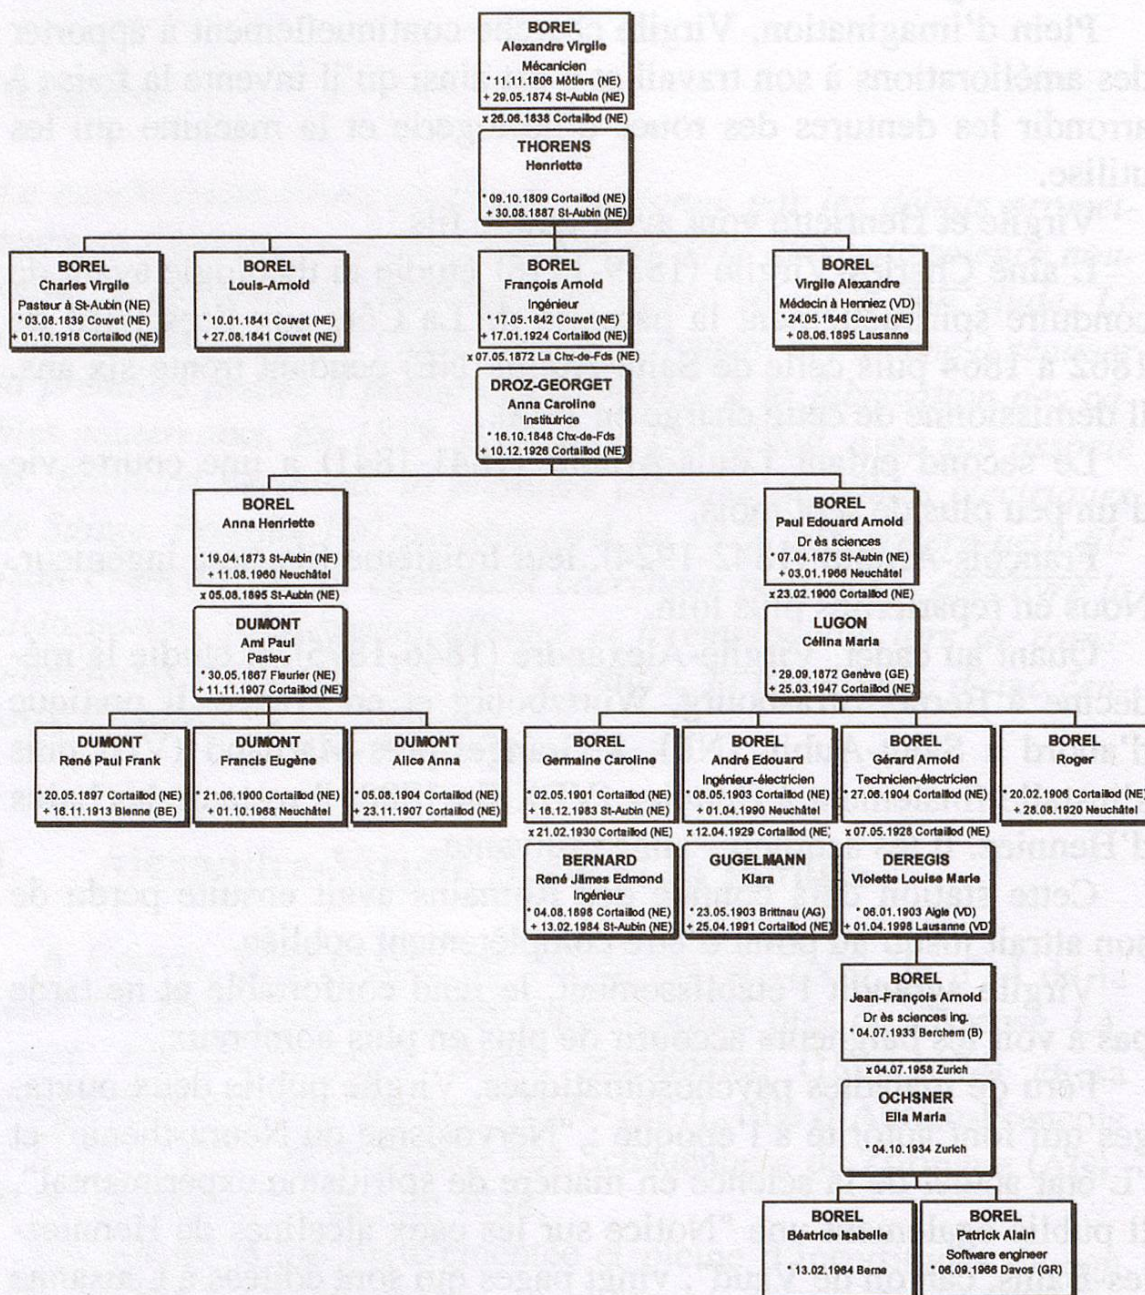 BOREL
Alexandre Virgile
Mécanicien
* 11.11.1806 Môtiers (NE)
+ 29.05.1874 St-Aubin (NE)
x 26.06.1838 Cortaillod (NE)
THORENS
Henriette
* 09.10.1809 Cortaillod (NE)
+ 30.08.1887 St-Aubin (NE)
BOREL
Charles Virgile
Pasteur à St-Aubin (NE)
* 03.08.1839 Couvet (NE)
+ 01.10.1918 Cortaillod (NE)
BOREL
Louis-Arnold
* 10.01.1841 Couvet (NE)
+ 27.08.1841 Couvet (NE)
BOREL
François Arnold
Ingénieur
* 17.05.1842 Couvet (NE)
+ 17.01.1924 Cortaillod (NE)
x 07.05.1872 La Chx-de-Fds (NE)
BOREL
Virgile Alexandre
Médecin à Henniez (VD)
* 24.05.1846 Couvet (NE)
+ 08.06.1895 Lausanne
DROZ-GEORGET
Anna Caroline
Institutrice
* 16.10.1848 Chx-de-Fds
+ 10.12.1926 Cortaillod (NE)
BOREL
Anna Henriette
* 19.04.1873 St-Aubin (NE)
+ 11.08.1960 Neuchâtel
x 05.08.1895 St-Aubin (NE)
DUMONT
Ami Paul
Pasteur
* 30.05.1867 Fleurier (NE)
+ 11.11.1907 Cortaillod (NE)
BOREL
Paul Edouard Arnold
Dr ès sciences
* 07.04.1875 St-Aubin (NE)
+ 03.01.1966 Neuchâtel
x 23.02.1900 Cortaillod (NE)
LUGON
Célina Maria
* 29.09.1872 Genève (GE)
+ 25.03.1947 Cortaillod (NE)
DUMONT
René Paul Frank
* 20.05.1897 Cortaillod (NE)
+ 16.11.1913 Bienne (BE)
DUMONT
Francis Eugène
* 21.06.1900 Cortaillod (NE)
+ 01.10.1968 Neuchâtel
DUMONT
Alice Anna
* 05.08.1904 Cortaillod (NE)
+ 23.11.1907 Cortaillod (NE)
BOREL
Germaine Caroline
* 02.05.1901 Cortaillod (NE)
+ 16.12.1983 St-Aubin (NE)
x 21.02.1930 Cortaillod (NE)
BERNARD
René Jämes Edmond
Ingénieur
* 04.08.1898 Cortaillod (NE)
+ 13.02.1984 St-Aubin (NE)
BOREL
André Edouard
Ingénieur-électricien
* 08.05.1903 Cortaillod (NE)
+ 01.04.1990 Neuchâtel
x 12.04.1929 Cortaillod (NE)
GUGELMANN
Klara
* 23.05.1903 Brittnau (AG)
+ 25.04.1991 Cortaillod (NE)
BOREL
Gérard Arnold
Technicien-électricien
* 27.06.1904 Cortaillod (NE)
x 07.05.1928 Cortaillod (NE)
DEREGIS
Violette Louise Marie
* 06.01.1903 Aigle (VD)
+ 01.04.1998 Lausanne (VD)
BOREL
Roger
* 20.02.1906 Cortaillod (NE)
+ 28.08.1920 Neuchâtel
BOREL
Jean-François Arnold
Dr ès sciences ing.
* 04.07.1933 Berchem (B)
x 04.07.1958 Zurich
OCHSNER
Ella Maria
* 04.10.1934 Zurich
BOREL
Béatrice Isabelle
* 13.02.1964 Berne
BOREL
Patrick Alain
Software engineer
* 06.09.1966 Davos (GR)